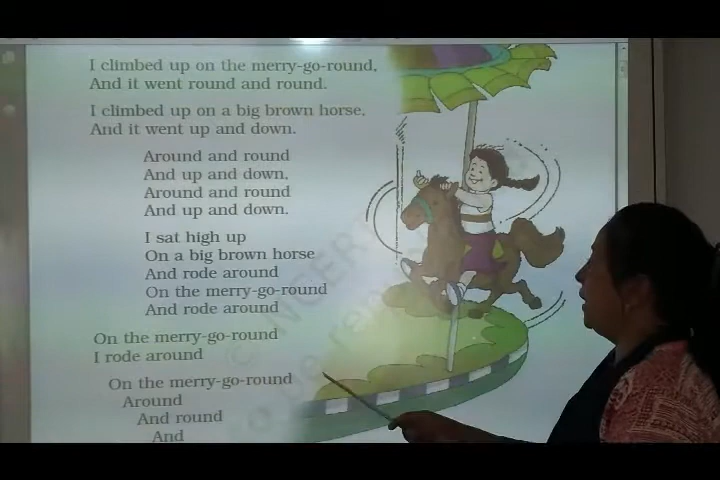 I climbed up on the merry-go-round,
And it went round and round.
I climbed up on a big brown horse,
And it went up and down.
Around and round
And up and down,
Around and round
And up and down.
I sat high up
On a big brown horse
And rode around
On the merry-go-round
And rode around
On the merry-go-round
I rode around
On the merry-go-round
Around
And round
And